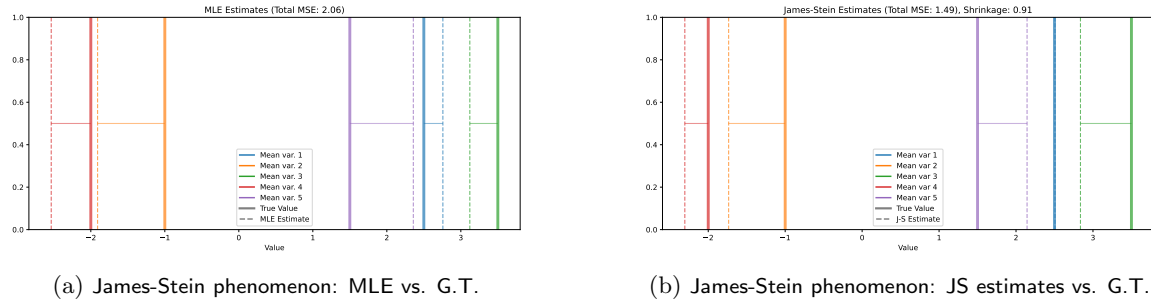 MLE Estimates (Total MSE: 2.06)
1.0
0.8
0.6
0.4
0.2
0.0
Mean var. 1
Mean var. 2
Mean var. 3
Mean var. 4
Mean var. 5
True Value
MLE Estimate
−2 −1 0 1 2 3
Value
(a) James-Stein phenomenon: MLE vs. G.T.
James-Stein Estimates (Total MSE: 1.49), Shrinkage: 0.91
1.0
0.8
0.6
0.4
0.2
0.0
Mean var 1
Mean var 2
Mean var 3
Mean var 4
Mean var 5
True Value
J-S Estimate
−2 −1 0 1 2 3
Value
(b) James-Stein phenomenon: JS estimates vs. G.T.